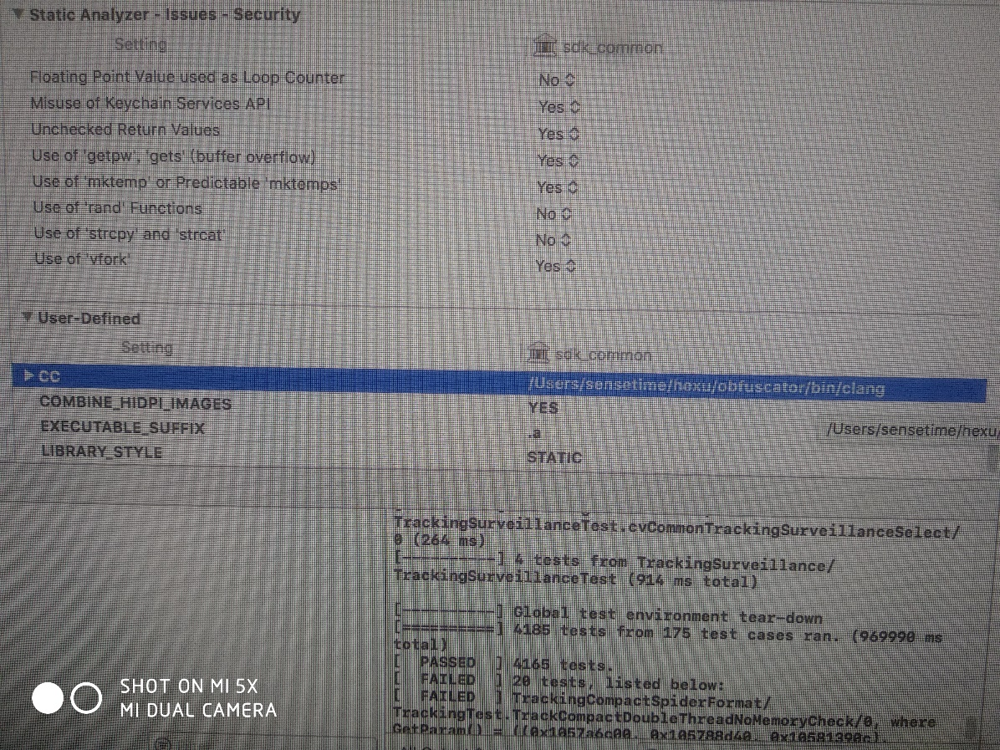 Static Analyzer - Issues - Security
Setting sdk_common
Floating Point Value used as Loop Counter No
Misuse of Keychain Services API Yes
Unchecked Return Values Yes
Use of 'getpw', 'gets' (buffer overflow) Yes
Use of 'mktemp' or Predictable 'mktemps' Yes
Use of 'rand' Functions No
Use of 'strcpy' and 'strcat' No
Use of 'vfork' Yes
User-Defined
Setting sdk_common
CC /Users/sensetime/hexu/obfuscator/bin/clang
COMBINE_HIDPI_IMAGES YES
EXECUTABLE_SUFFIX .a /Users/sensetime/hexu/
LIBRARY_STYLE STATIC
TrackingSurveillanceTest.cvCommonTrackingSurveillanceSelect/
0 (264 ms)
[----------] 4 tests from TrackingSurveillance/
TrackingSurveillanceTest (914 ms total)
[----------] Global test environment tear-down
[==========] 4185 tests from 175 test cases ran. (969990 ms
total)
[  PASSED  ] 4165 tests.
[  FAILED  ] 20 tests, listed below:
[  FAILED  ] TrackingCompactSpiderFormat/
TrackingTest.TrackCompactDoubleThreadNoMemoryCheck/0, where
GetParam() = ((0x1057a6c00, 0x105788d40, 0x10581390c),
SHOT ON MI 5X
MI DUAL CAMERA